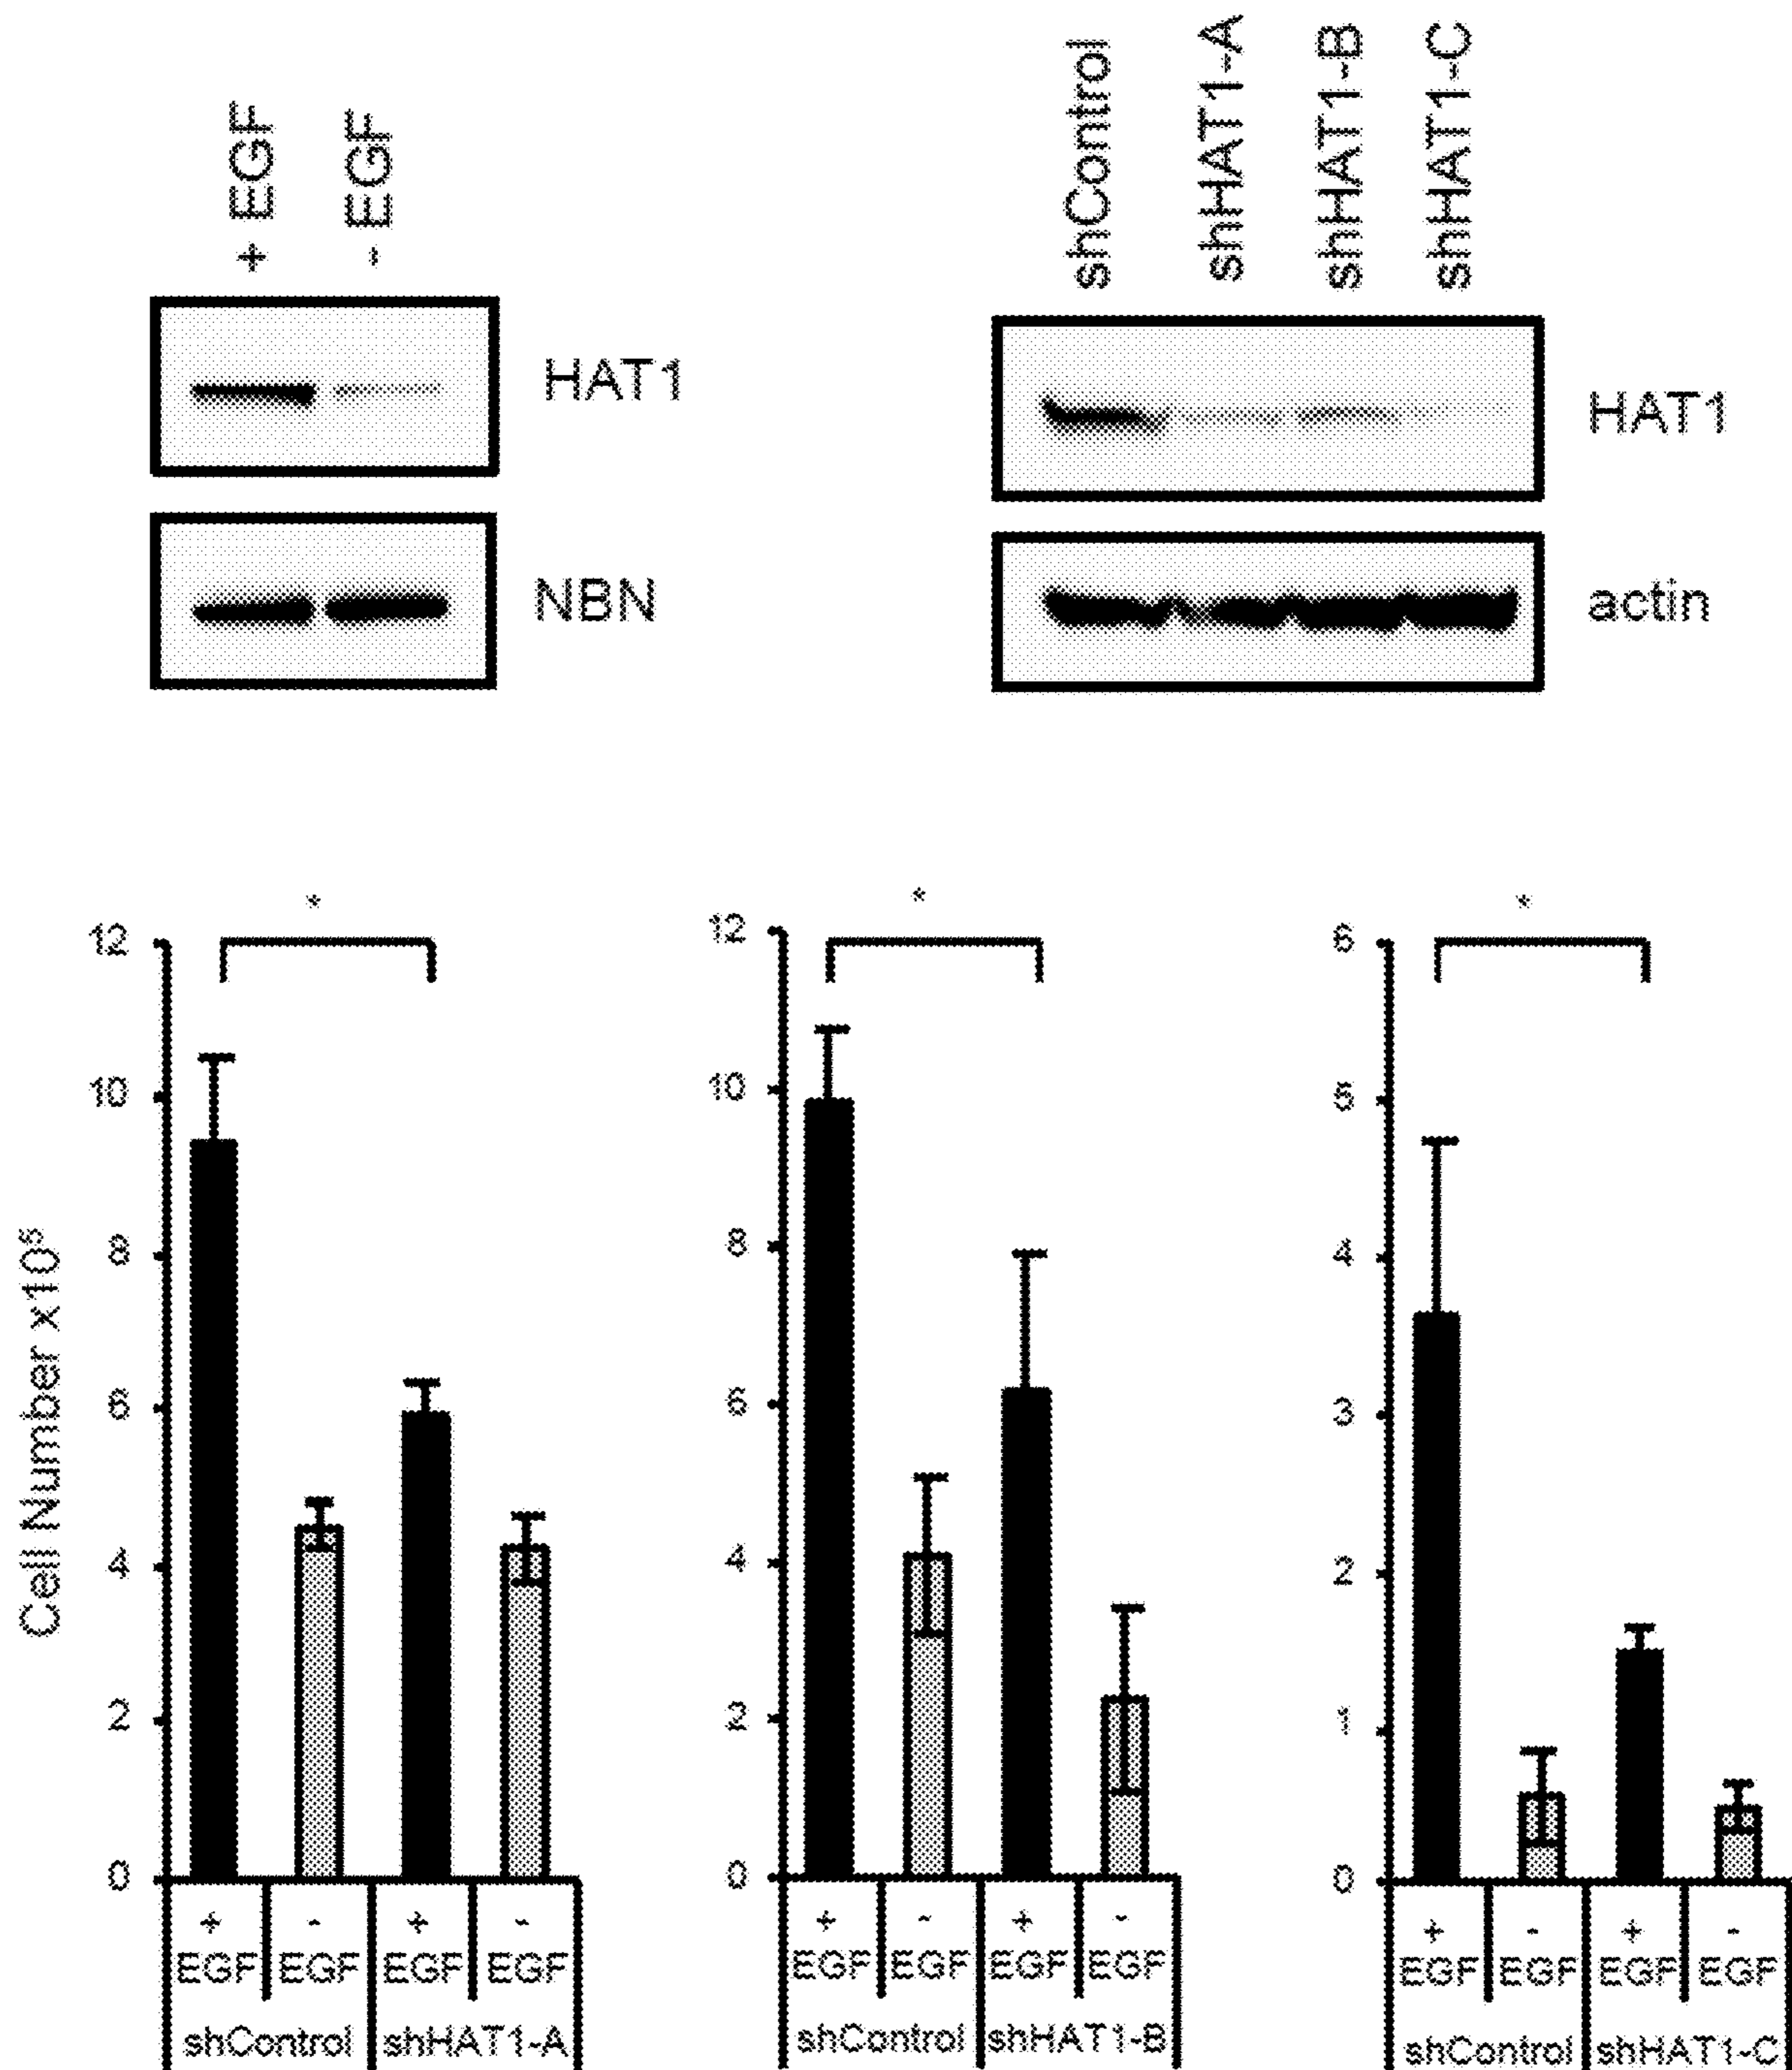 + EGF
- EGF
HAT1
NBN
shControl
shHAT1-A
shHAT1-B
shHAT1-C
HAT1
actin
Cell Number x10⁵
*
12
10
8
6
4
2
0
+ EGF
- EGF
+ EGF
- EGF
shControl
shHAT1-A
*
12
10
8
6
4
2
0
+ EGF
- EGF
+ EGF
- EGF
shControl
shHAT1-B
*
6
5
4
3
2
1
0
+ EGF
- EGF
+ EGF
- EGF
shControl
shHAT1-C